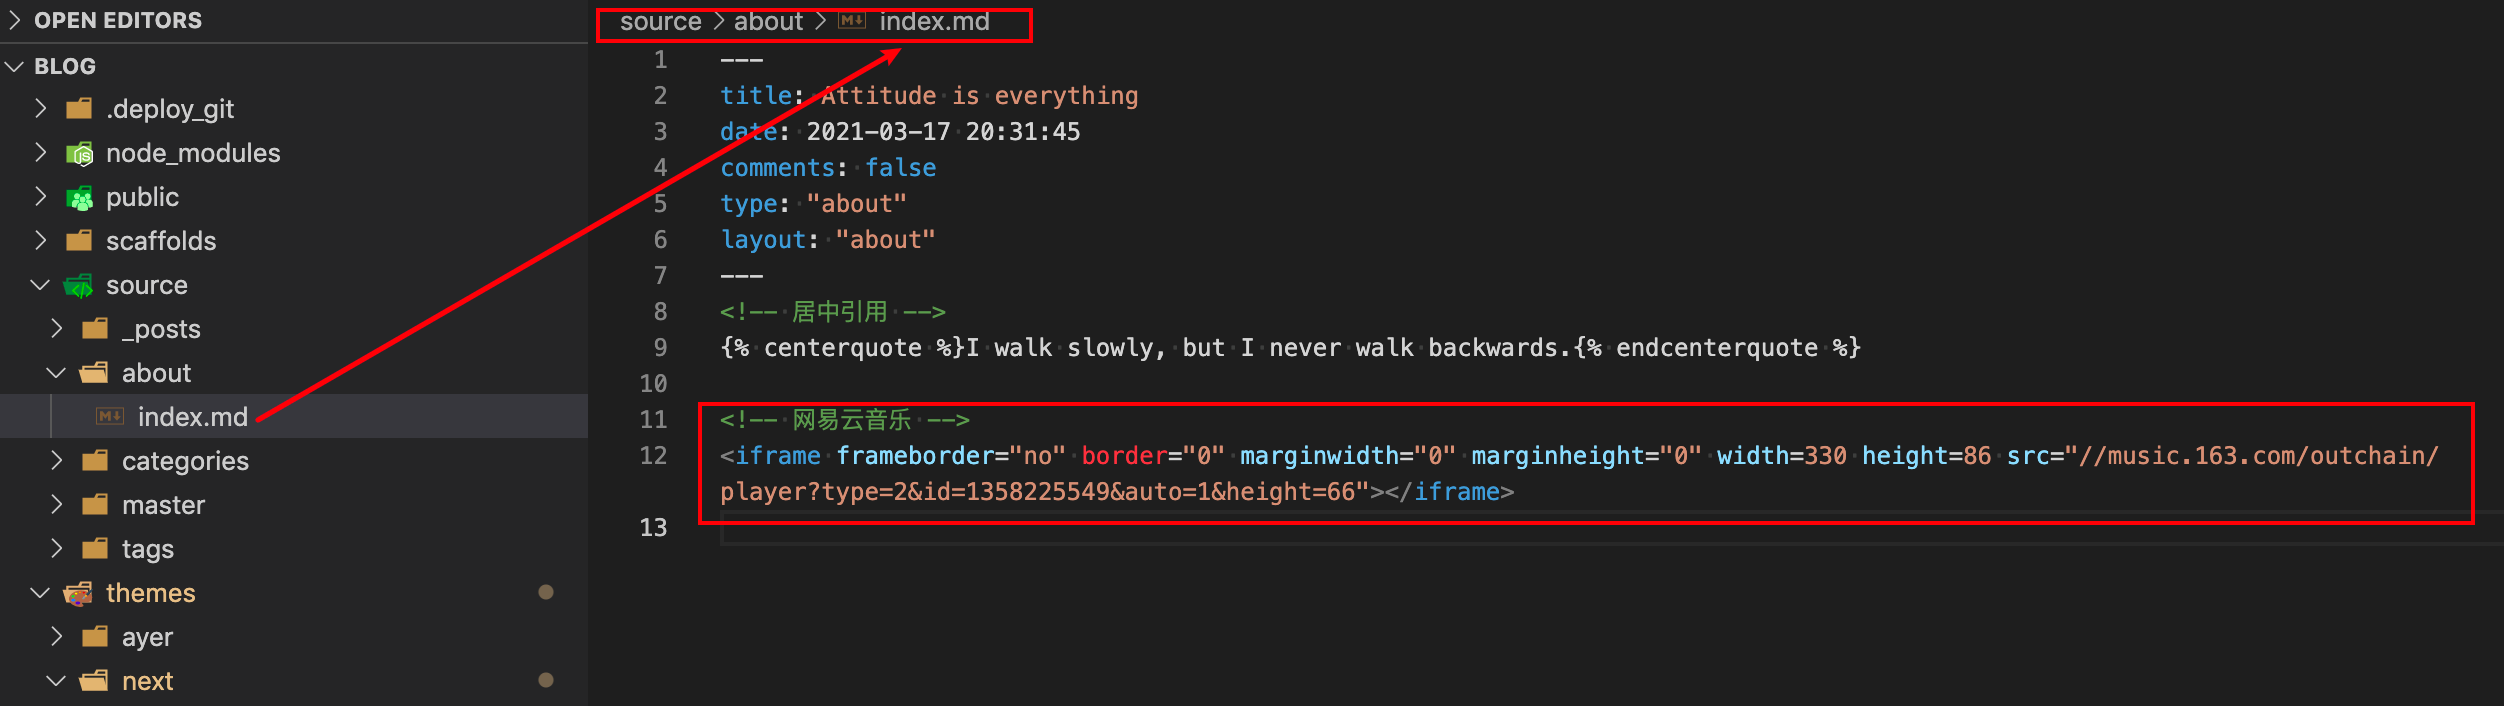 OPEN EDITORS
BLOG
.deploy_git
node_modules
public
scaffolds
source
_posts
about
index.md
categories
master
tags
themes
ayer
next
source > about > index.md
1 ---
2 title: Attitude is everything
3 date: 2021-03-17 20:31:45
4 comments: false
5 type: "about"
6 layout: "about"
7 ---
8 <!-- 居中引用 -->
9 {% centerquote %}I walk slowly, but I never walk backwards.{% endcenterquote %}
10
11 <!-- 网易云音乐 -->
12 <iframe frameborder="no" border="0" marginwidth="0" marginheight="0" width=330 height=86 src="//music.163.com/outchain/
player?type=2&id=1358225549&auto=1&height=66"></iframe>
13